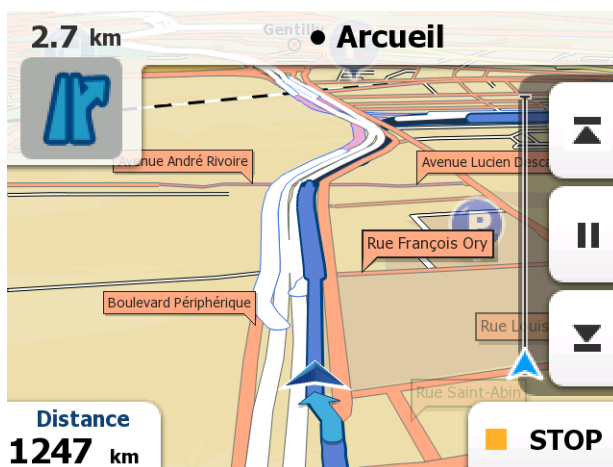 2.7 km
Gentilly
• Arcueil
Avenue André Rivoire
Avenue Lucien Desca
P
Rue François Ory
Boulevard Périphérique
Rue Louis
Rue Saint-Abin
Distance
1247 km
STOP